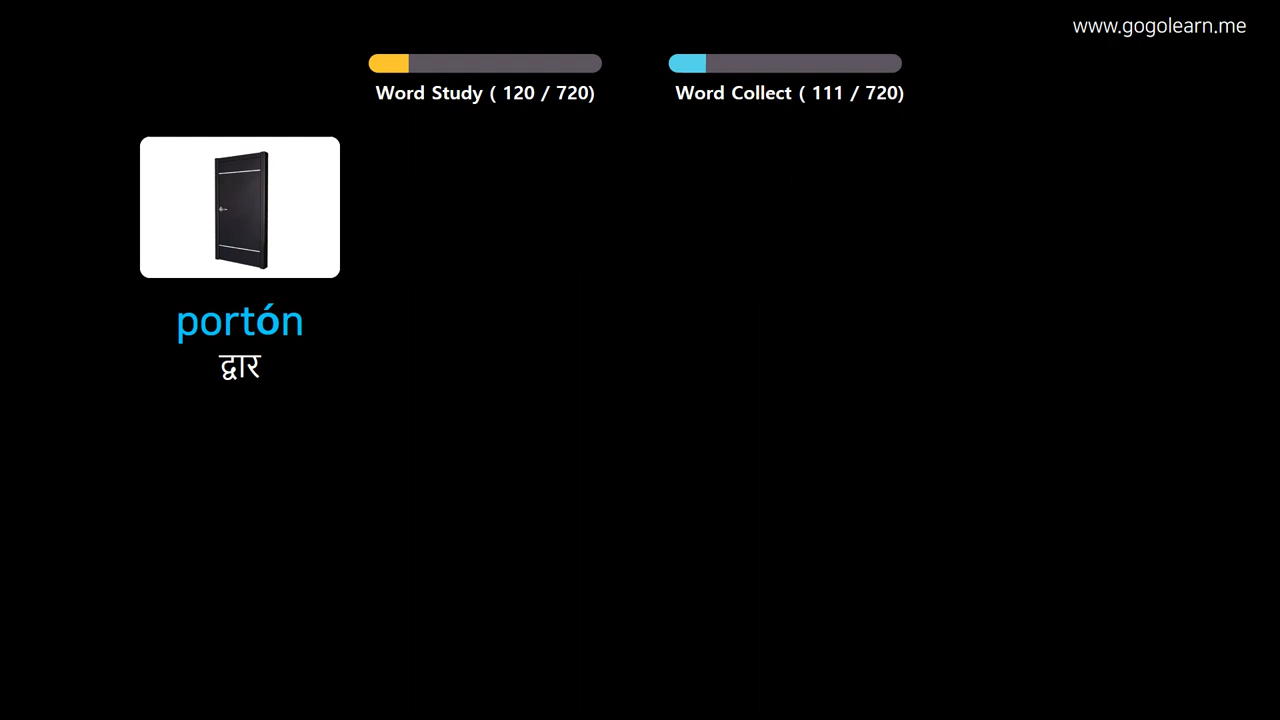 www.gogolearn.me
Word Study ( 120 / 720)
Word Collect ( 111 / 720)
portón
द्वार